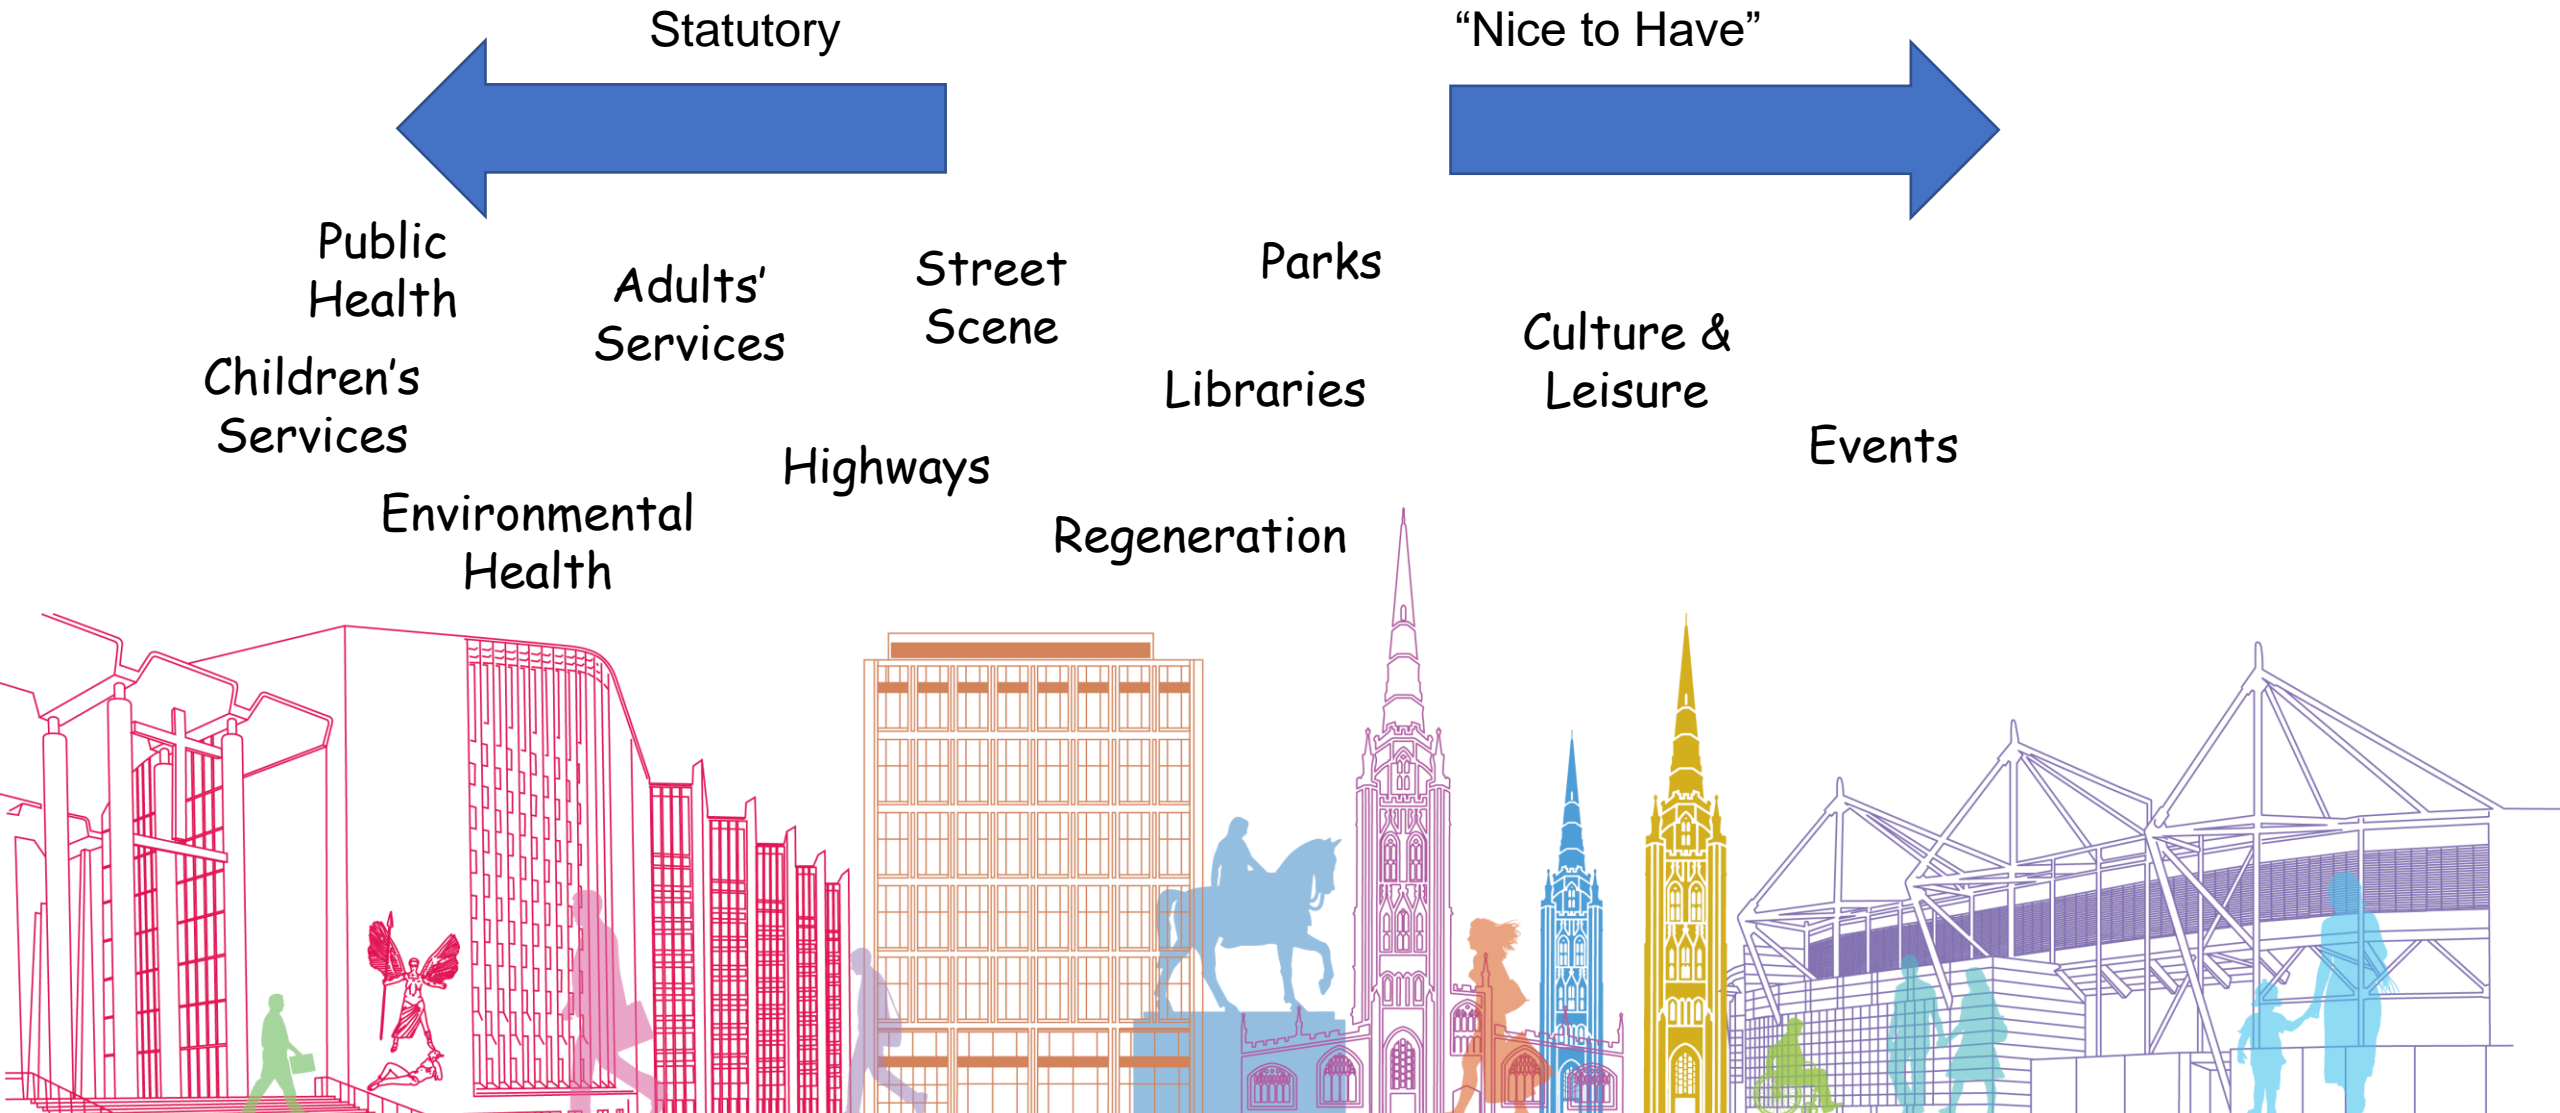 Statutory
“Nice to Have”
Public
Health
Adults’
Services
Street
Scene
Parks
Children’s
Services
Libraries
Culture &
Leisure
Highways
Events
Environmental
Health
Regeneration